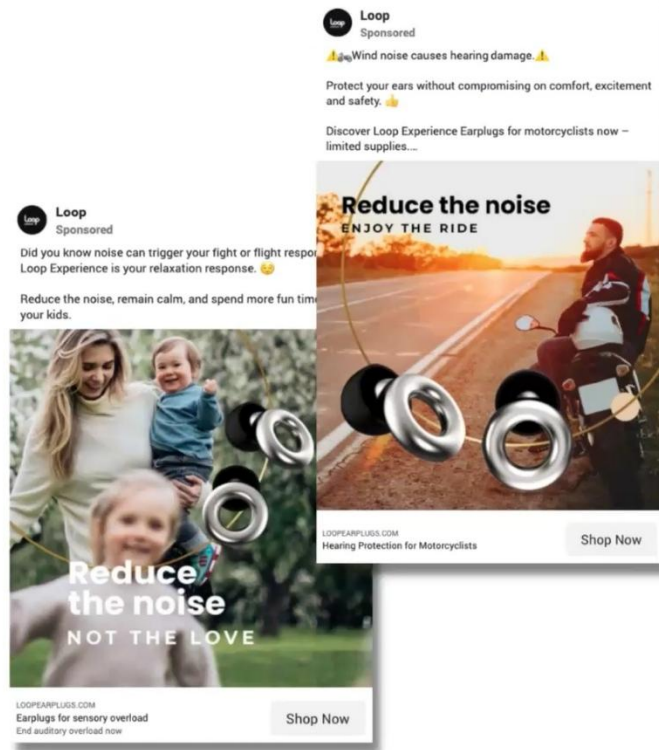 Loop
Loop
Sponsored
⚠️🏍️Wind noise causes hearing damage.⚠️
Protect your ears without compromising on comfort, excitement
and safety. 👍
Discover Loop Experience Earplugs for motorcyclists now –
limited supplies....
Reduce the noise
ENJOY THE RIDE
LOOPEARPLUGS.COM
Hearing Protection for Motorcyclists
Shop Now
Loop
Loop
Sponsored
Did you know noise can trigger your fight or flight
Loop Experience is your relaxation response. 😌
Reduce the noise, remain calm, and spend more fun
your kids.
Reduce
the noise
NOT THE LOVE
LOOPEARPLUGS.COM
Earplugs for sensory overload
End auditory overload now
Shop Now